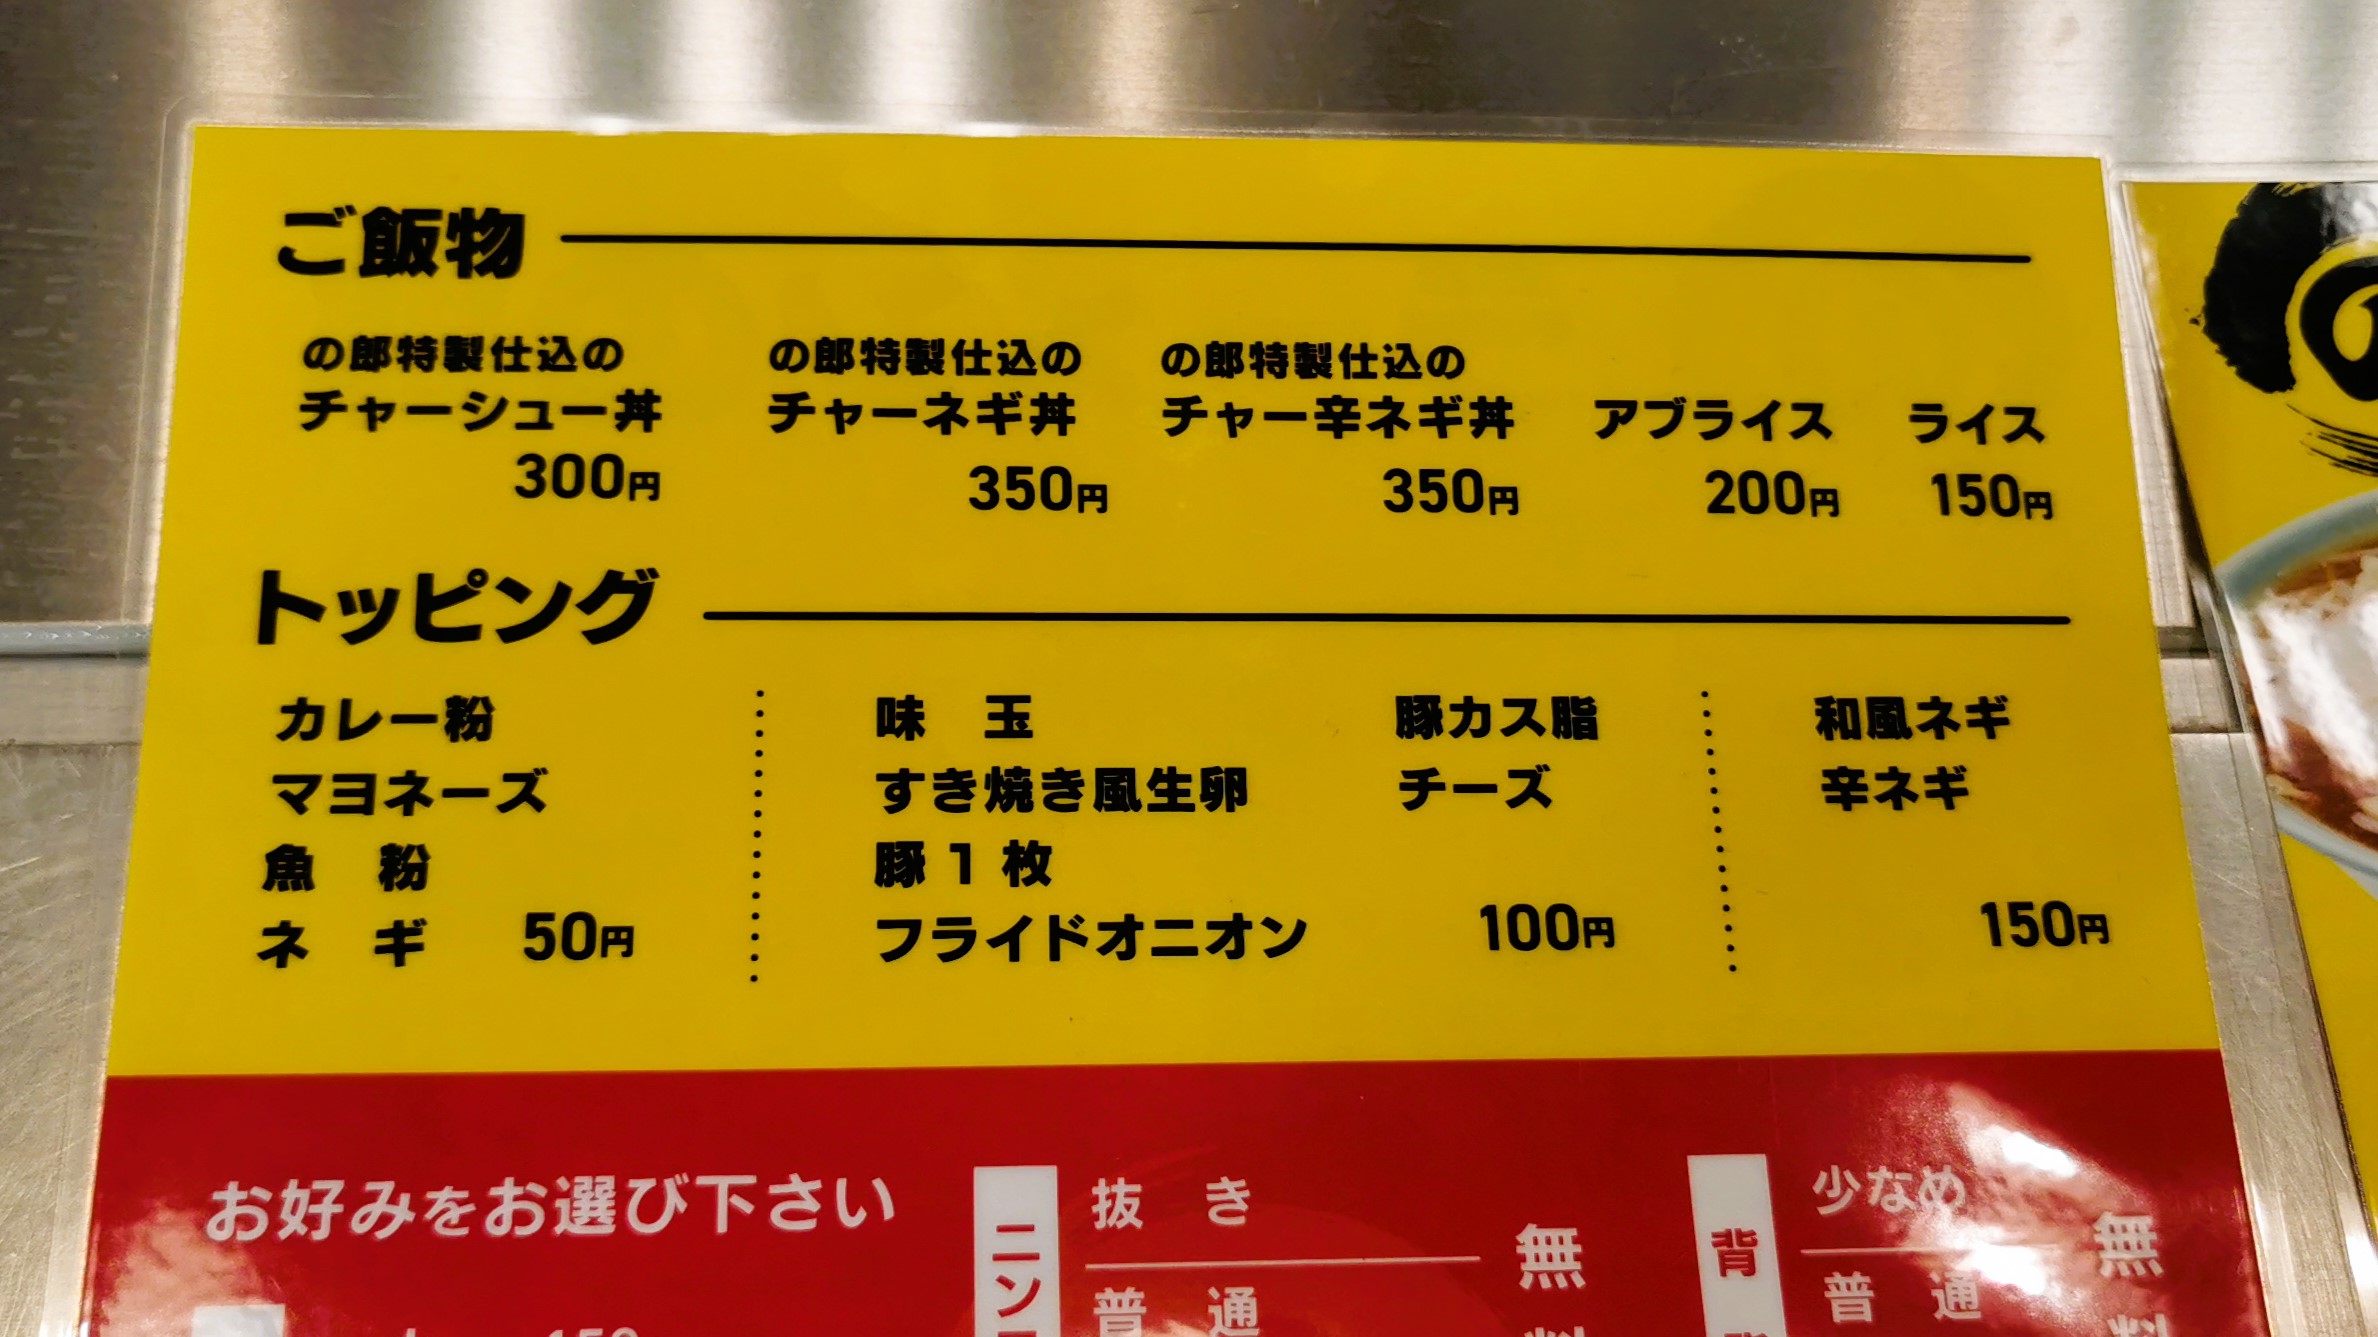 ご飯物
の郎特製仕込の
チャーシュー丼
300円
の郎特製仕込の
チャーネギ丼
350円
の郎特製仕込の
チャー辛ネギ丼
350円
アブライス
200円
ライス
150円
トッピング
カレー粉
マヨネーズ
魚 粉
ネ ギ 50円
味 玉
すき焼き風生卵
豚1枚
フライドオニオン
豚カス脂
チーズ
100円
和風ネギ
辛ネギ
150円
お好みをお選び下さい
ニン
抜 き
普 通
無
背
少なめ
普 通
無
の